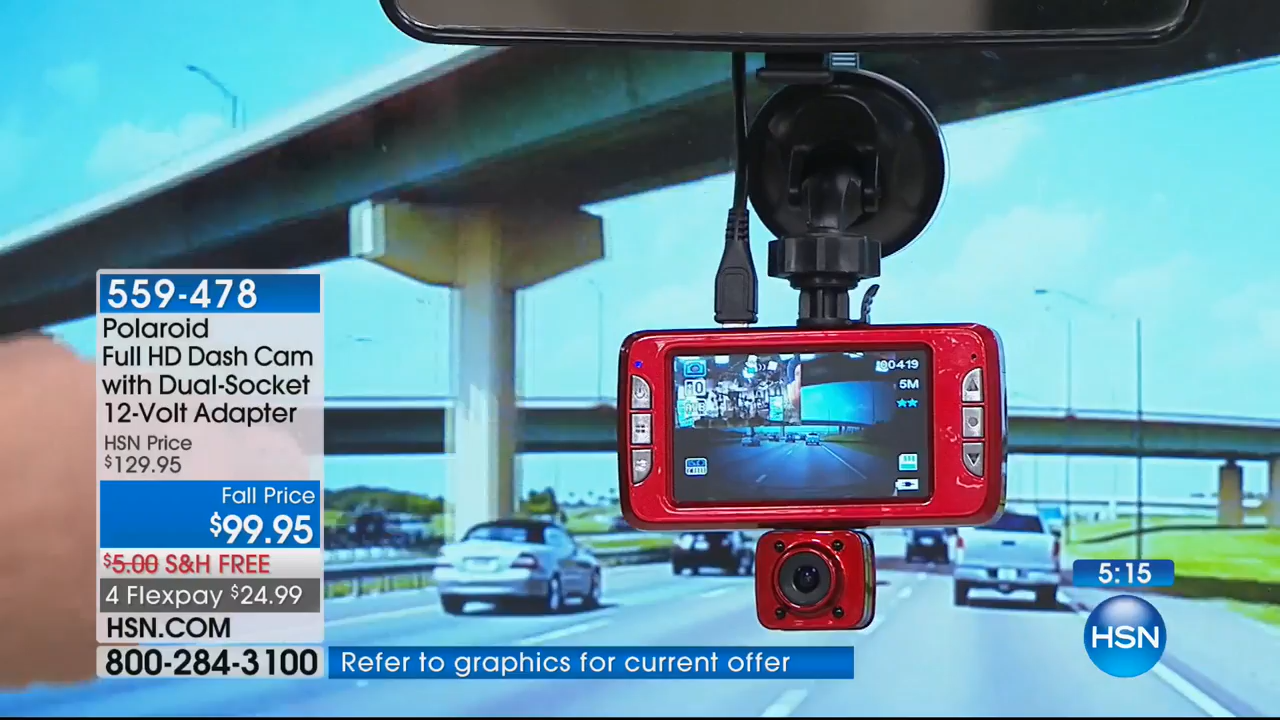 559-478
Polaroid
Full HD Dash Cam
with Dual-Socket
12-Volt Adapter
HSN Price
$129.95
Fall Price
$99.95
$5.00 S&H FREE
4 Flexpay $24.99
HSN.COM
800-284-3100
Refer to graphics for current offer
5M
5:15
HSN